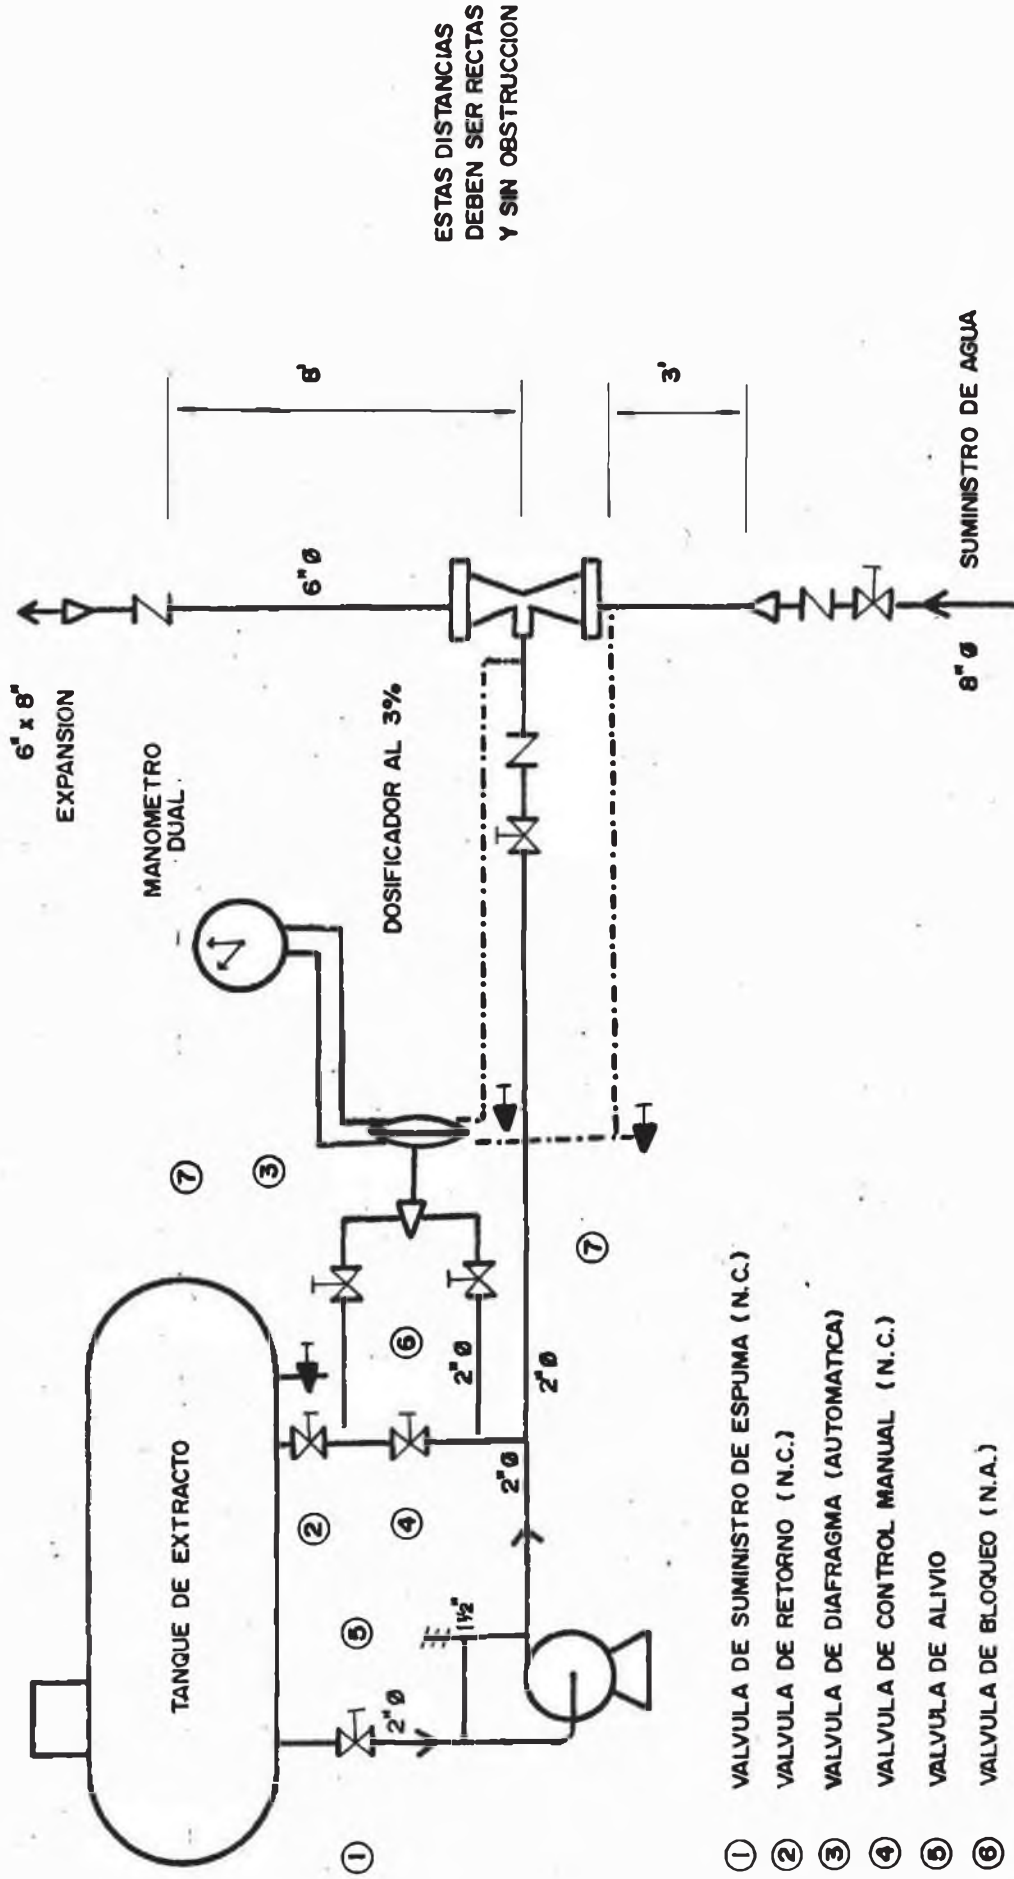 TANQUE DE EXTRACTO
MANOMETRO
DUAL
6" x 8"
EXPANSION
DOSIFICADOR AL 3%
6" Ø
8'
3'
ESTAS DISTANCIAS
DEBEN SER RECTAS
Y SIN OBSTRUCCION
SUMINISTRO DE AGUA
8" Ø
①
②
③
④
⑤
⑥
⑦
⑦
2" Ø
1½"
2" Ø
2" Ø
2" Ø
① VALVULA DE SUMINISTRO DE ESPUMA (N.C.)
② VALVULA DE RETORNO (N.C.)
③ VALVULA DE DIAFRAGMA (AUTOMATICA)
④ VALVULA DE CONTROL MANUAL (N.C.)
⑤ VALVULA DE ALIVIO
⑥ VALVULA DE BLOQUEO (N.A.)